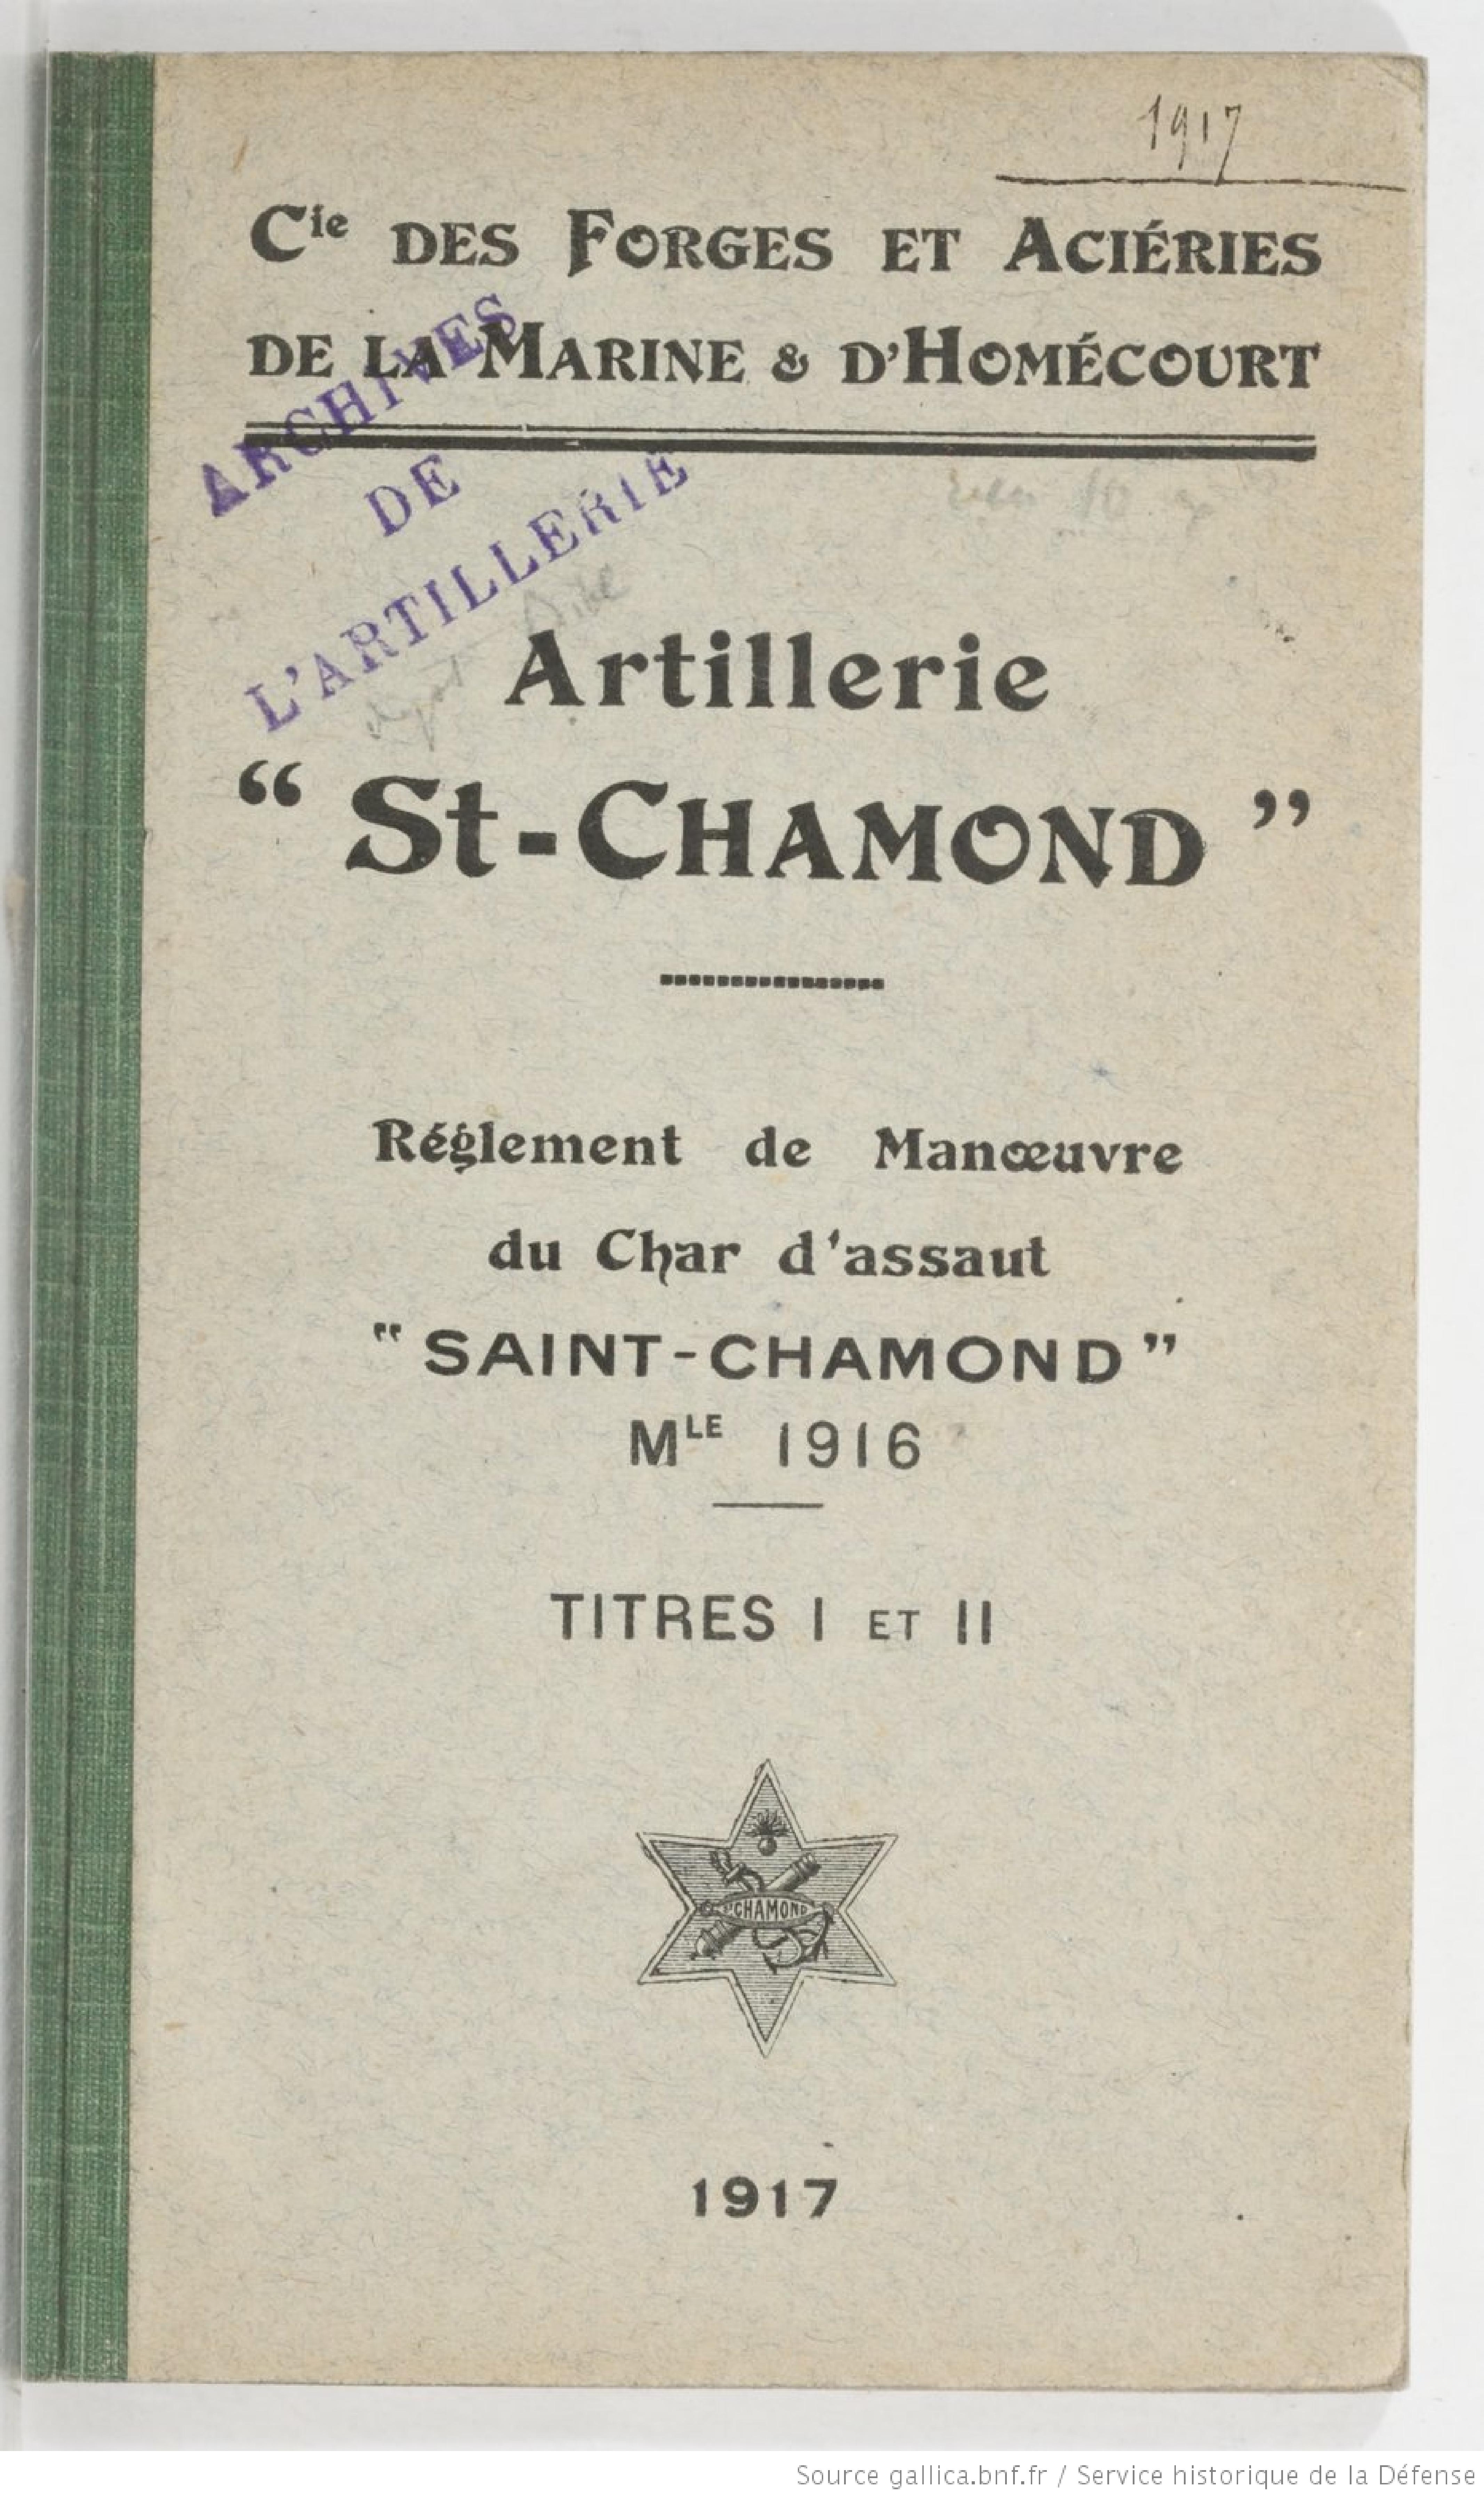 1917
Cie DES FORGES ET ACIÉRIES
DE LA MARINE & D'HOMÉCOURT
ARCHIVES
DE
L'ARTILLERIE
Artillerie
“ St-CHAMOND ”
Réglement de Manœuvre
du Char d'assaut
"SAINT-CHAMOND"
MLE 1916
TITRES I ET II
St CHAMOND
1917
Source gallica.bnf.fr / Service historique de la Défense